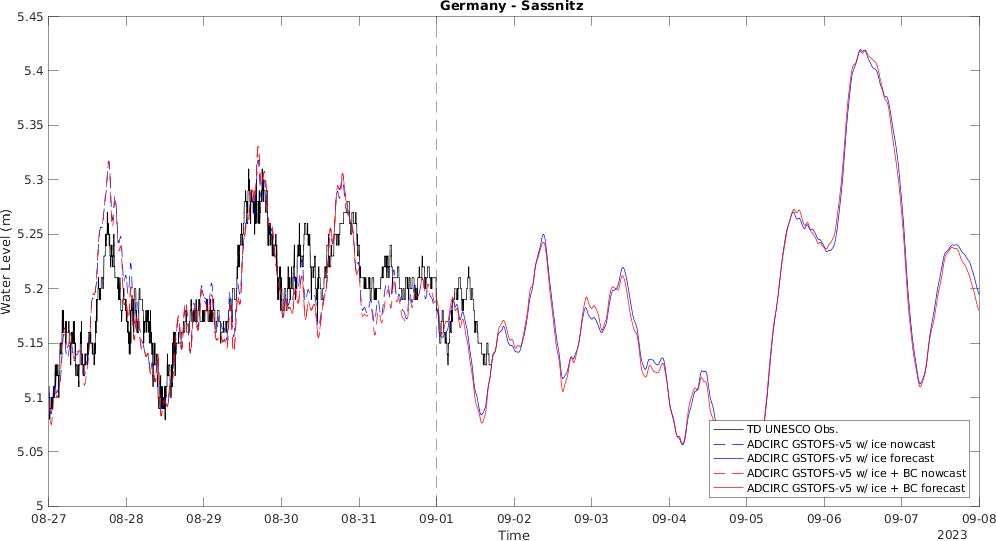 Germany - Sassnitz
5.45
5.4
5.35
5.3
5.25
5.2
5.15
5.1
5.05
5
Water Level (m)
TD UNESCO Obs.
ADCIRC GSTOFS-v5 w/ ice nowcast
ADCIRC GSTOFS-v5 w/ ice forecast
ADCIRC GSTOFS-v5 w/ ice + BC nowcast
ADCIRC GSTOFS-v5 w/ ice + BC forecast
08-27 08-28 08-29 08-30 08-31 09-01 09-02 09-03 09-04 09-05 09-06 09-07 09-08
Time
2023